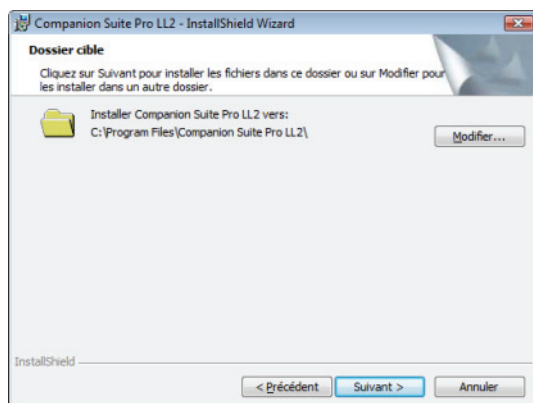 Companion Suite Pro LL2 - InstallShield Wizard
Dossier cible
Cliquez sur Suivant pour installer les fichiers dans ce dossier ou sur Modifier pour
les installer dans un autre dossier.
Installer Companion Suite Pro LL2 vers:
C:\Program Files\Companion Suite Pro LL2\
Modifier...
InstallShield
< Précédent
Suivant >
Annuler